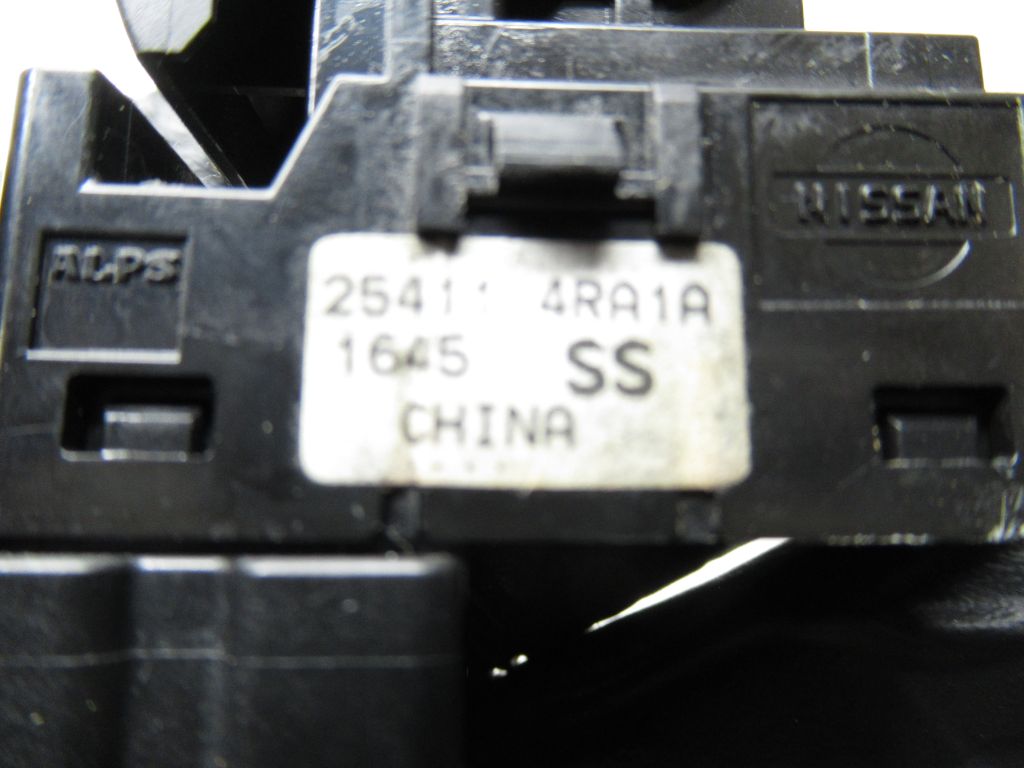 NISSAN
ALPS
25411 4RA1A
1645 SS
CHINA